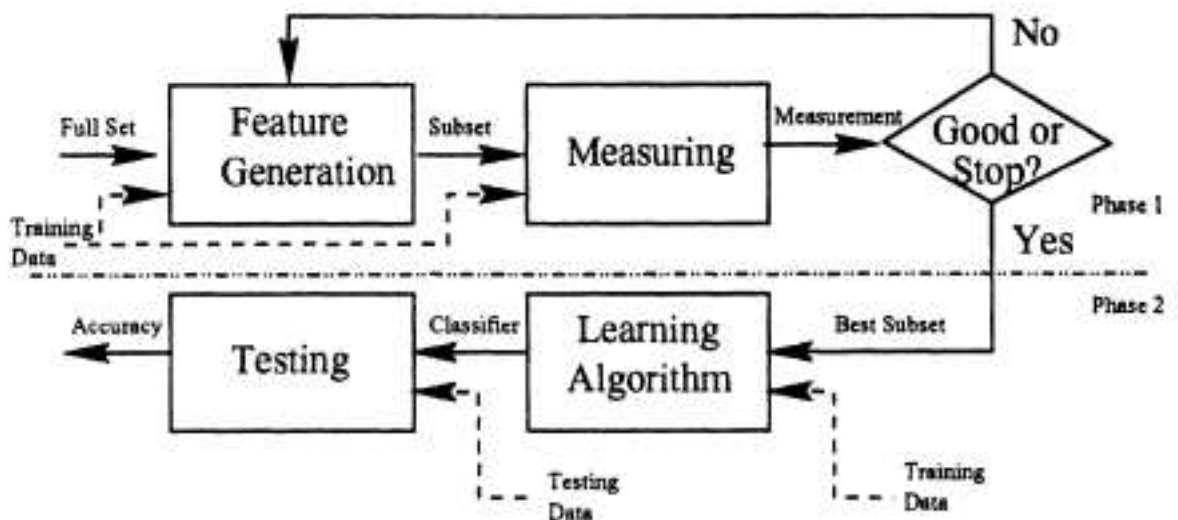 No
Full Set
Feature
Generation
Subset
Measuring
Measurement
Good or
Stop?
Phase 1
Training
Data
Yes
Phase 2
Accuracy
Testing
Classifier
Learning
Algorithm
Best Subset
Testing
Data
Training
Data